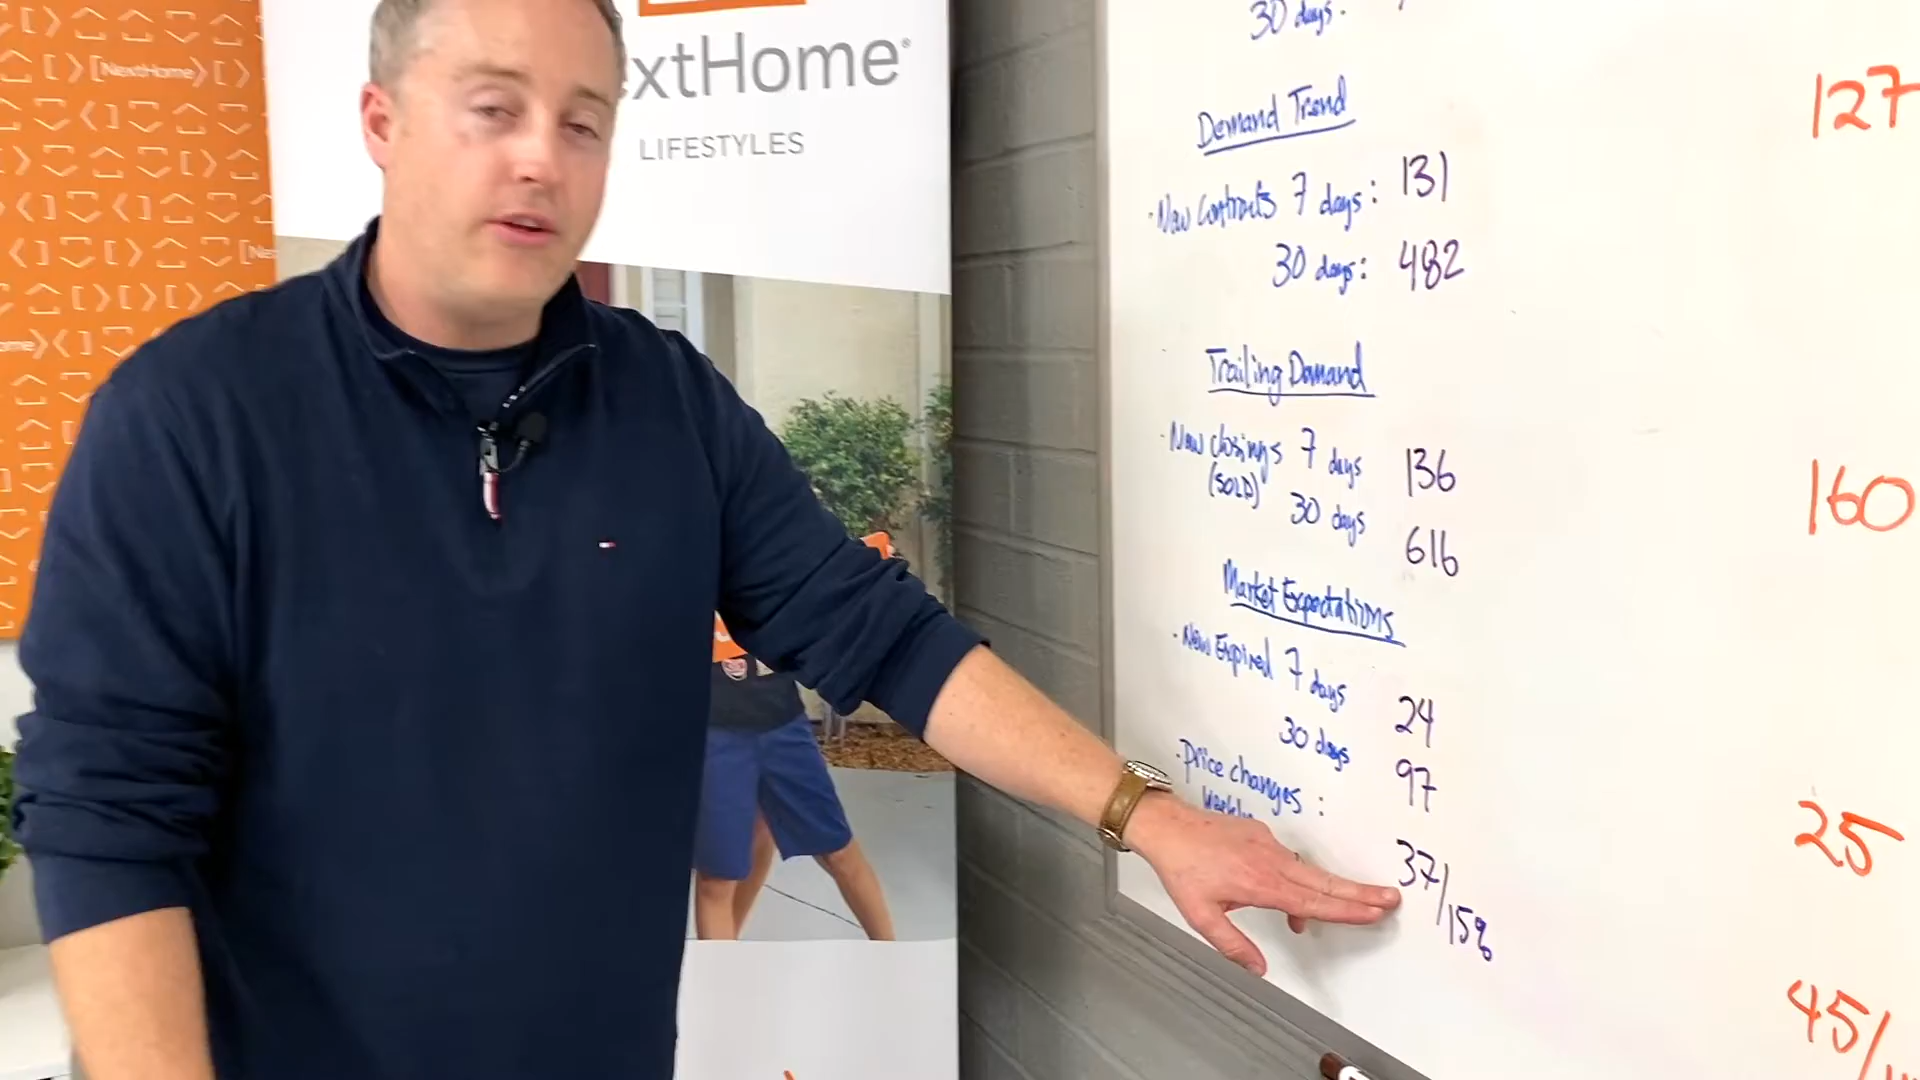 [NextHome]
xtHome®
LIFESTYLES
30 days:
Demand Trend
127
• New Contracts 7 days: 131
30 days: 482
Trailing Demand
• New closings 7 days 136
(SOLD) 30 days 616
160
Market Expectations
• New Expired 7 days 24
30 days 97
• Price changes:
37/158
25
45/